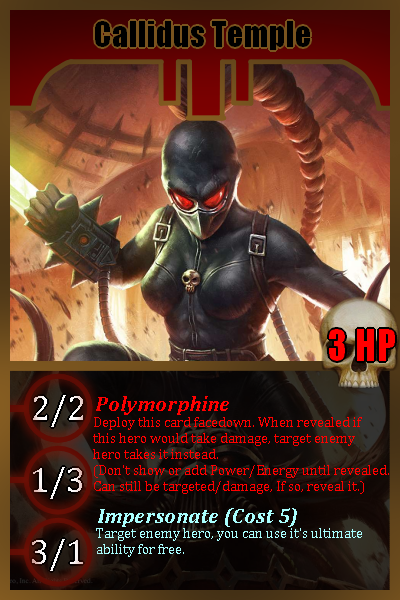 Callidus Temple
3 HP
2/2
Polymorphine
Deploy this card facedown. When revealed if
this hero would take damage, target enemy
hero takes it instead.
1/3
(Don't show or add Power/Energy until revealed.
Can still be targeted/damage. If so, reveal it.)
Impersonate (Cost 5)
Target enemy hero, you can use it's ultimate
ability for free.
3/1